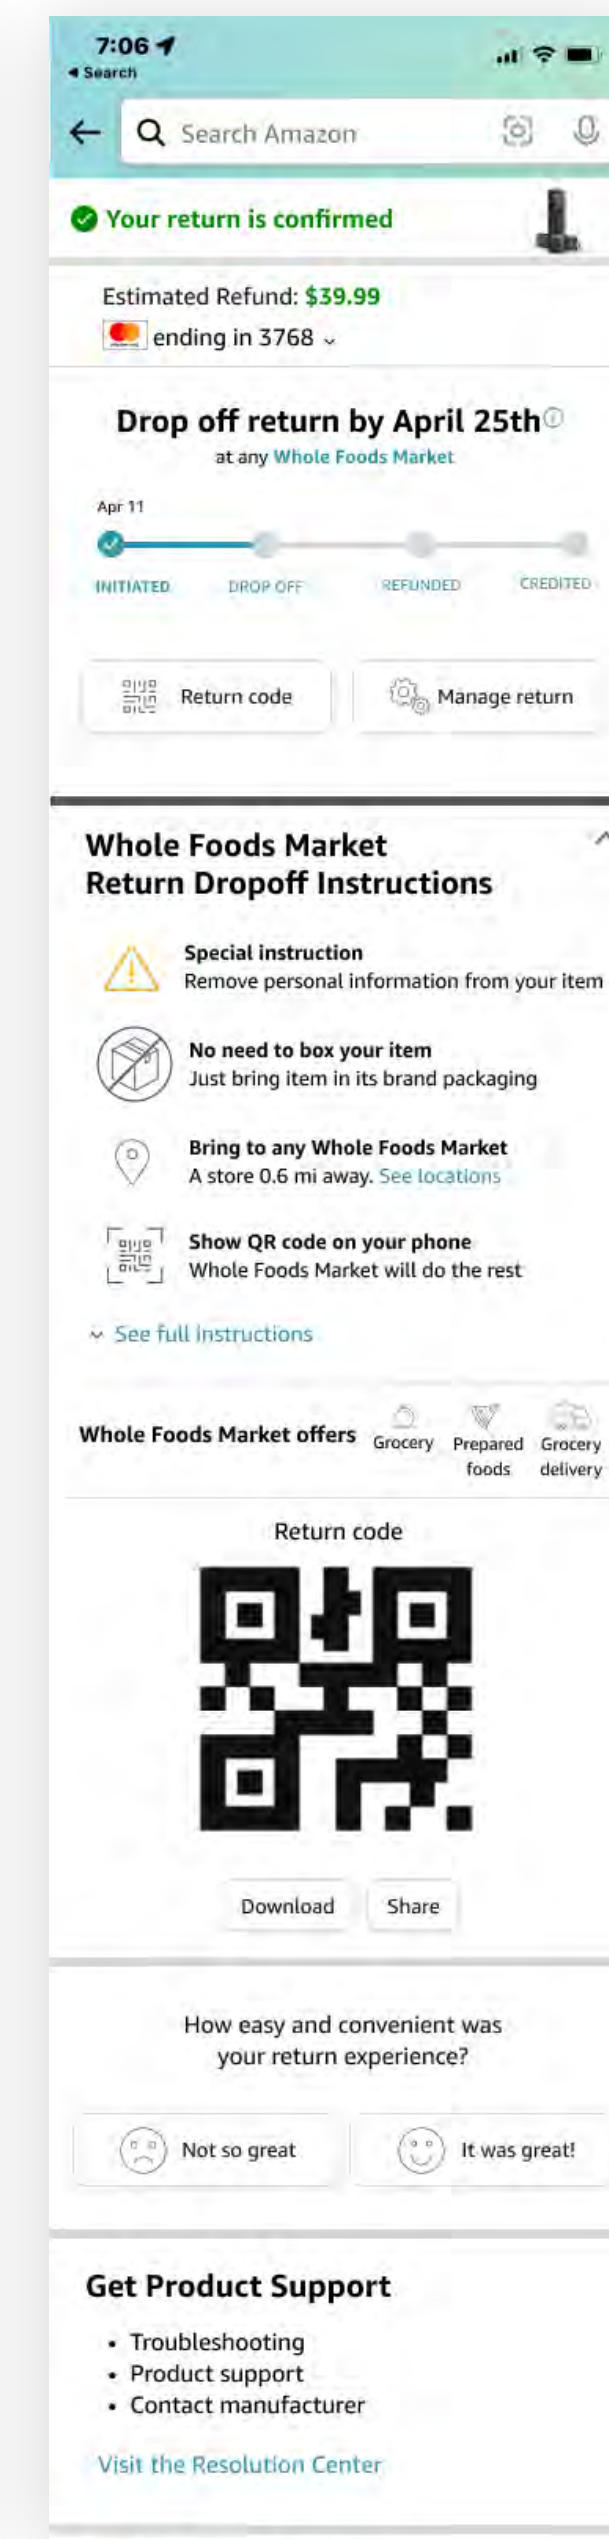 7:06
Search
Search Amazon
Your return is confirmed
Estimated Refund: $39.99
ending in 3768
Drop off return by April 25th
at any Whole Foods Market
Apr 11
INITIATED DROP OFF REFUNDED CREDITED
Return code Manage return
Whole Foods Market
Return Dropoff Instructions
Special instruction
Remove personal information from your item
No need to box your item
Just bring item in its brand packaging
Bring to any Whole Foods Market
A store 0.6 mi away. See locations
Show QR code on your phone
Whole Foods Market will do the rest
See full instructions
Whole Foods Market offers Grocery Prepared foods Grocery delivery
Return code
Download Share
How easy and convenient was
your return experience?
Not so great It was great!
Get Product Support
• Troubleshooting
• Product support
• Contact manufacturer
Visit the Resolution Center